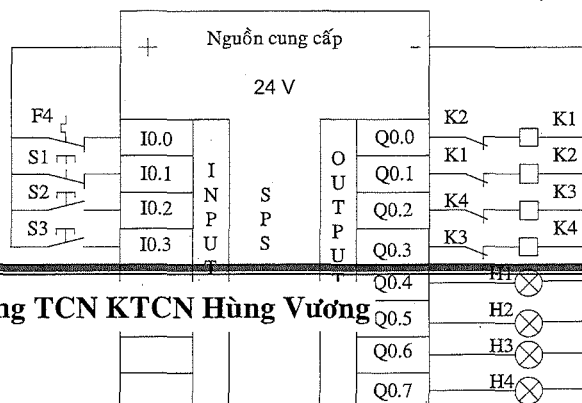 + Nguồn cung cấp -
24 V
F4 I0.0 Q0.0 K2 K1
S1 I0.1 Q0.1 K1 K2
S2 I0.2 Q0.2 K4 K3
S3 I0.3 Q0.3 K3 K4
INPUT
SPS
OUTPUT
Q0.4 H1
ng TCN KTCN Hùng Vương
Q0.5 H2
Q0.6 H3
Q0.7 H4